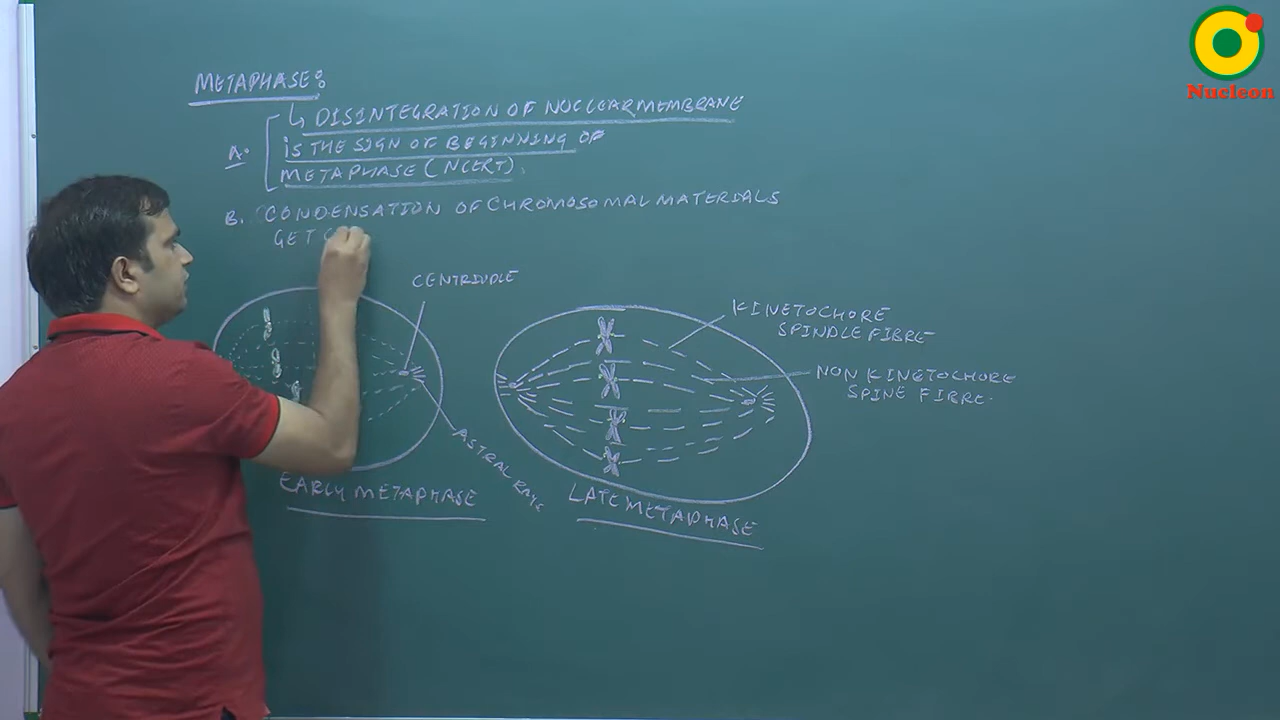 METAPHASE:
↳ DISINTEGRATION OF NUCLEAR MEMBRANE
A. IS THE SIGN OF BEGINNING OF
METAPHASE (NCERT).
B. CONDENSATION OF CHROMOSOMAL MATERIALS
GET
CENTRIOLE
KINETOCHORE
SPINDLE FIBRE
NON KINETOCHORE
SPINE FIBRE.
ASTRAL RAYS
EARLY METAPHASE
LATE METAPHASE
Nucleon